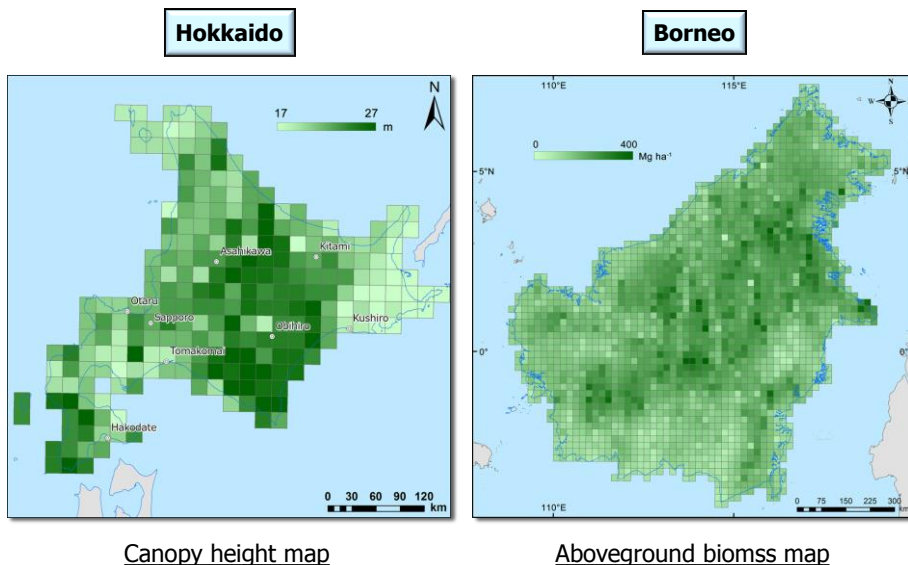 Hokkaido
Borneo
N
17 27
m
Asahikawa
Kitami
Otaru
Sapporo
Obihiro
Kushiro
Tomakomai
Hakodate
0 30 60 90 120
km
110°E 115°E
N
W E
S
0 400
Mg ha⁻¹
5°N 5°N
0° 0°
110°E 115°E
0 75 150 225 300
km
Canopy height map
Aboveground biomss map